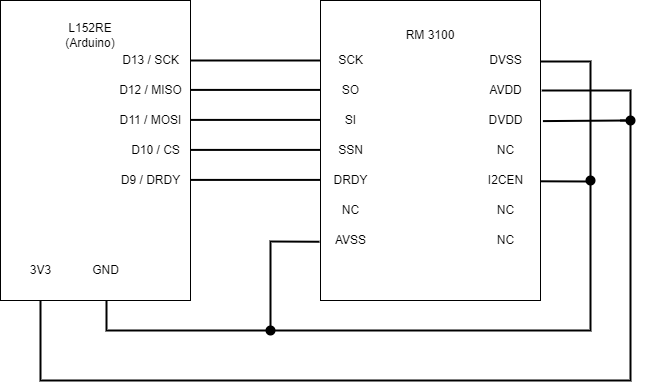 L152RE
(Arduino)
D13 / SCK
D12 / MISO
D11 / MOSI
D10 / CS
D9 / DRDY
3V3
GND
RM 3100
SCK
SO
SI
SSN
DRDY
NC
AVSS
DVSS
AVDD
DVDD
NC
I2CEN
NC
NC